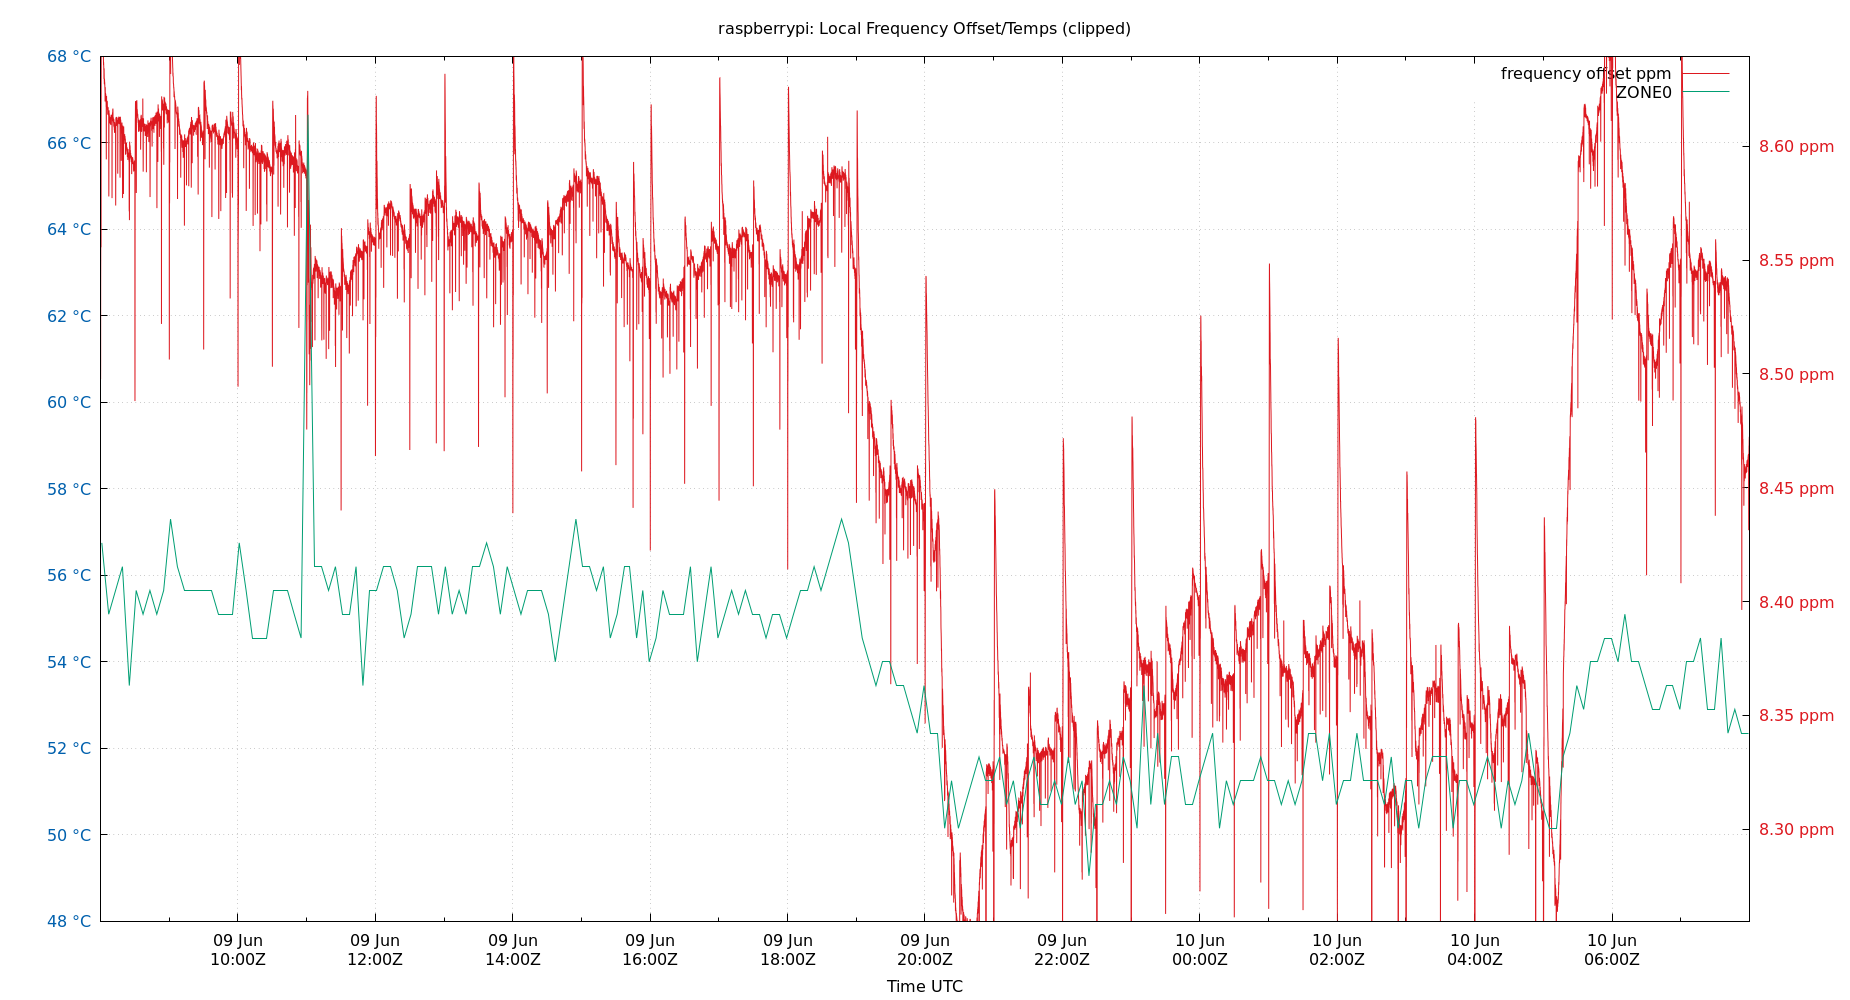 raspberrypi: Local Frequency Offset/Temps (clipped)
frequency offset ppm
ZONE0
68 °C
66 °C
64 °C
62 °C
60 °C
58 °C
56 °C
54 °C
52 °C
50 °C
48 °C
8.60 ppm
8.55 ppm
8.50 ppm
8.45 ppm
8.40 ppm
8.35 ppm
8.30 ppm
09 Jun
10:00Z
09 Jun
12:00Z
09 Jun
14:00Z
09 Jun
16:00Z
09 Jun
18:00Z
09 Jun
20:00Z
09 Jun
22:00Z
10 Jun
00:00Z
10 Jun
02:00Z
10 Jun
04:00Z
10 Jun
06:00Z
Time UTC